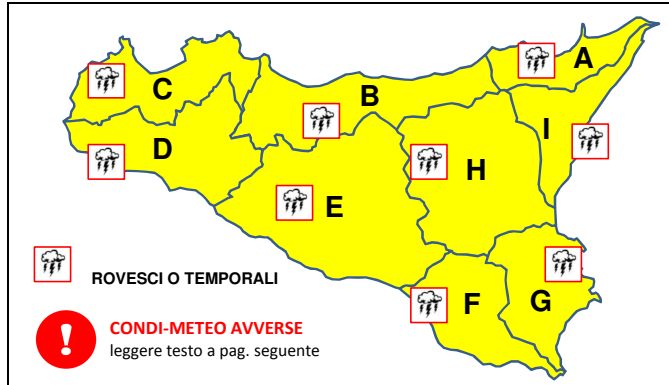 A
C
B
I
D
H
E
ROVESCI O TEMPORALI
F
G
!
CONDI-METEO AVVERSE
leggere testo a pag. seguente